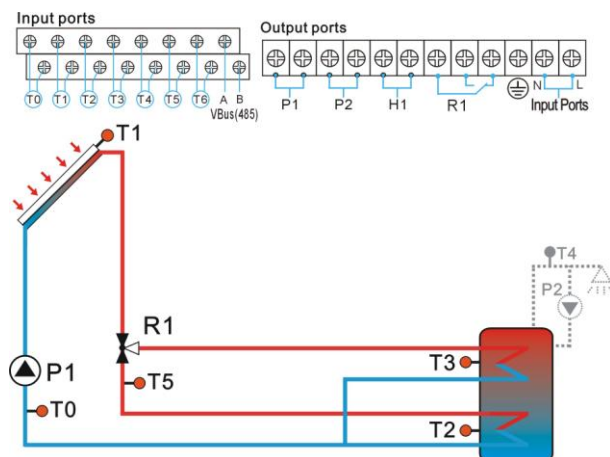 Input ports
Output ports
T0 T1 T2 T3 T4 T5 T6 A B
VBus(485)
P1 P2 H1 R1 N L
Input Ports
T1
T4
P2
R1
T3
P1
T5
T0
T2